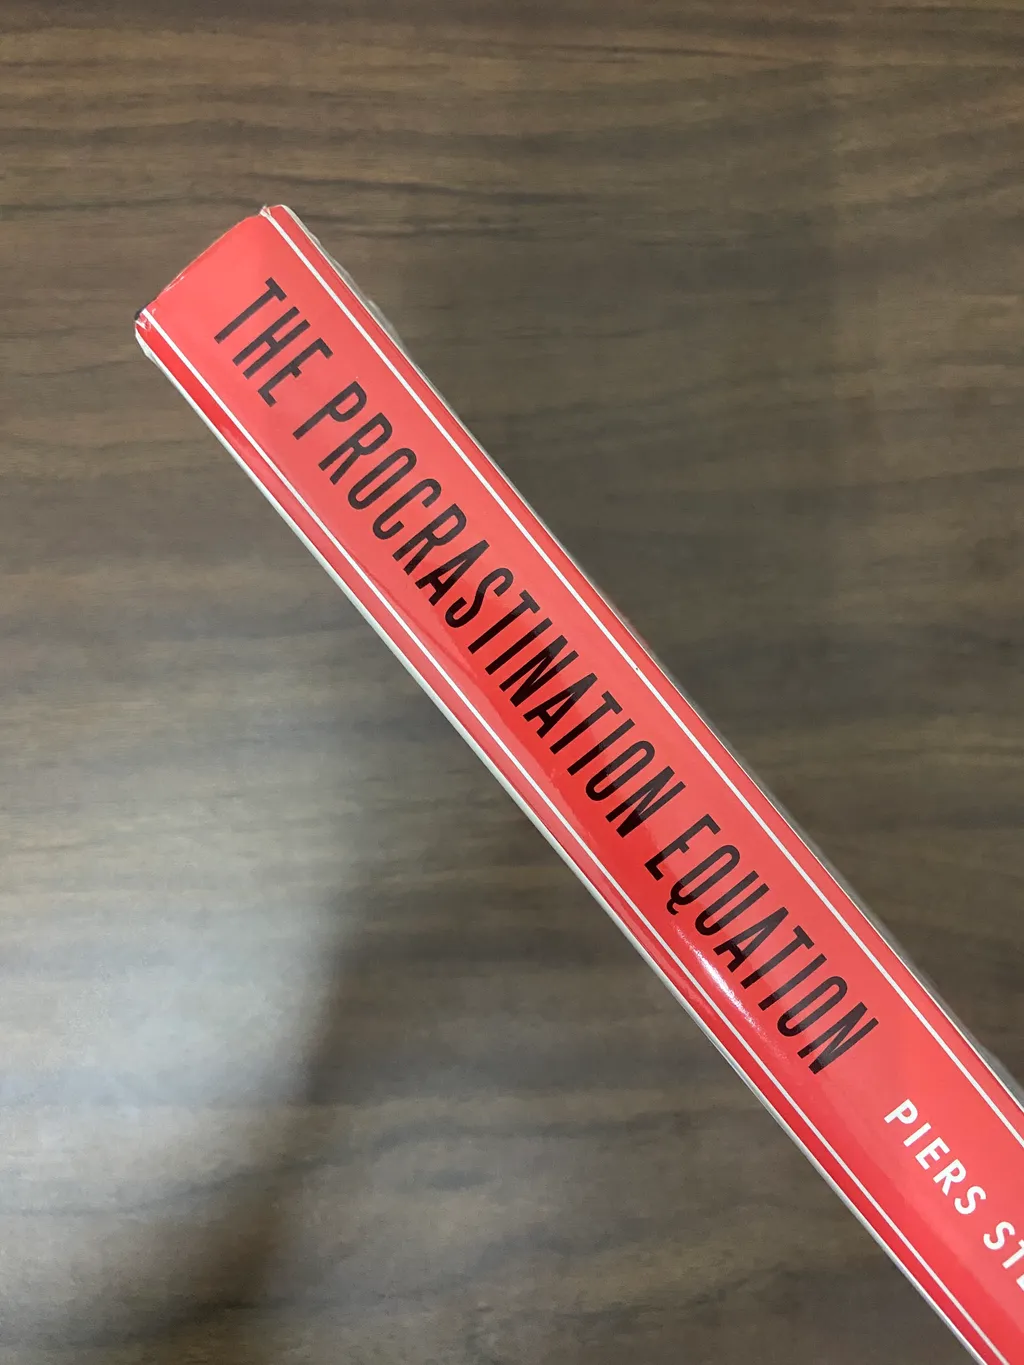 THE PROCRASTINATION EQUATION
PIERS